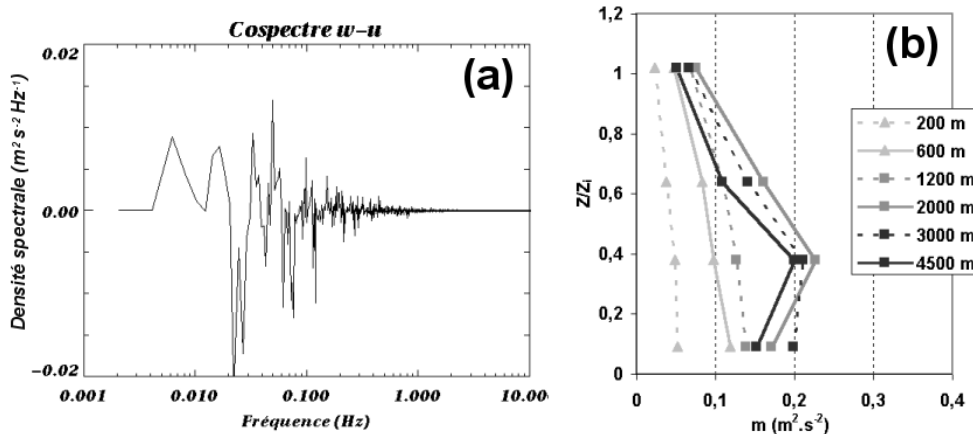 Cospectre w-u
(a)
Densité spectrale (m² s⁻² Hz⁻¹)
0.02
0.00
-0.02
0.001
0.010
0.100
1.000
10.00
Fréquence (Hz)
(b)
Z/Zi
1,2
1
0,8
0,6
0,4
0,2
0
0
0,1
0,2
0,3
0,4
m (m².s⁻²)
200 m
600 m
1200 m
2000 m
3000 m
4500 m